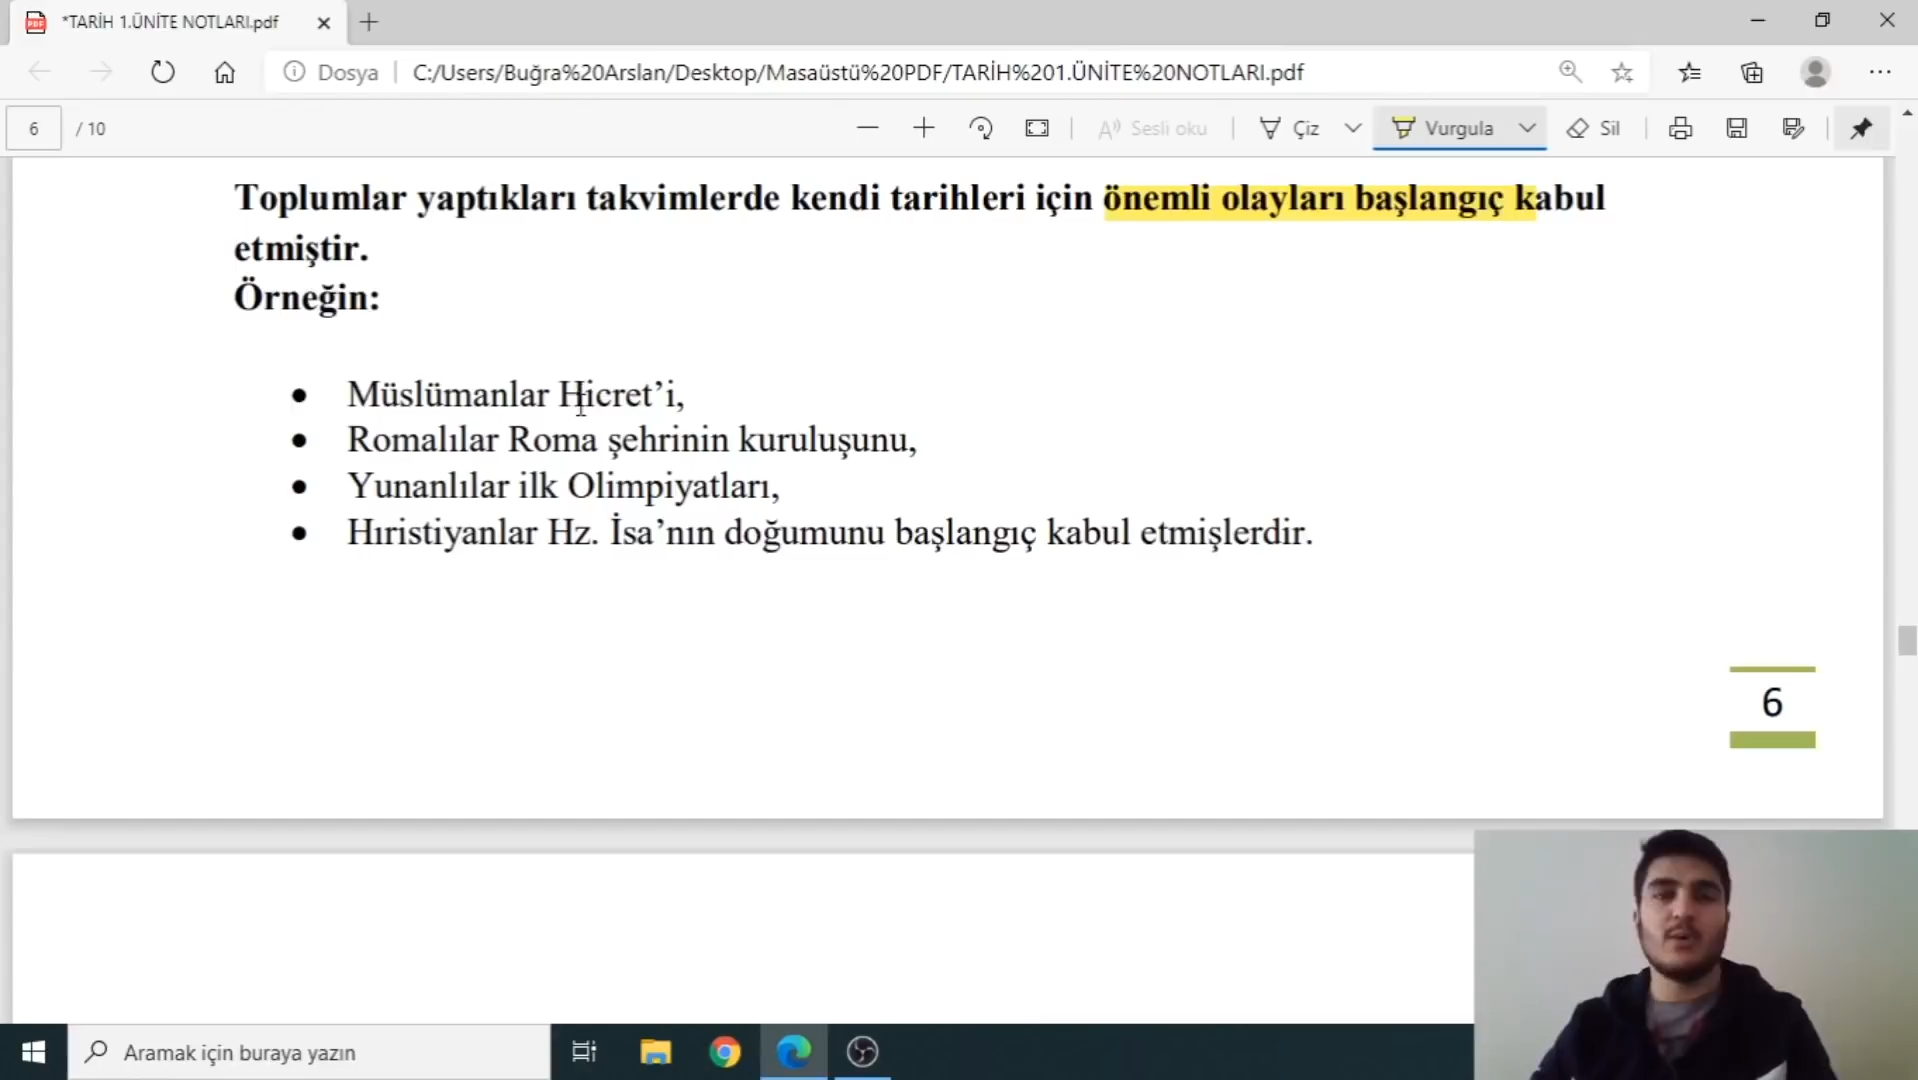 *TARİH 1.ÜNİTE NOTLARI.pdf
Dosya C:/Users/Buğra%20Arslan/Desktop/Masaüstü%20PDF/TARİH%201.ÜNİTE%20NOTLARI.pdf
6 / 10 Sesli oku Çiz Vurgula Sil
Toplumlar yaptıkları takvimlerde kendi tarihleri için önemli olayları başlangıç kabul
etmiştir.
Örneğin:
• Müslümanlar Hicret’i,
• Romalılar Roma şehrinin kuruluşunu,
• Yunanlılar ilk Olimpiyatları,
• Hıristiyanlar Hz. İsa’nın doğumunu başlangıç kabul etmişlerdir.
6
Aramak için buraya yazın